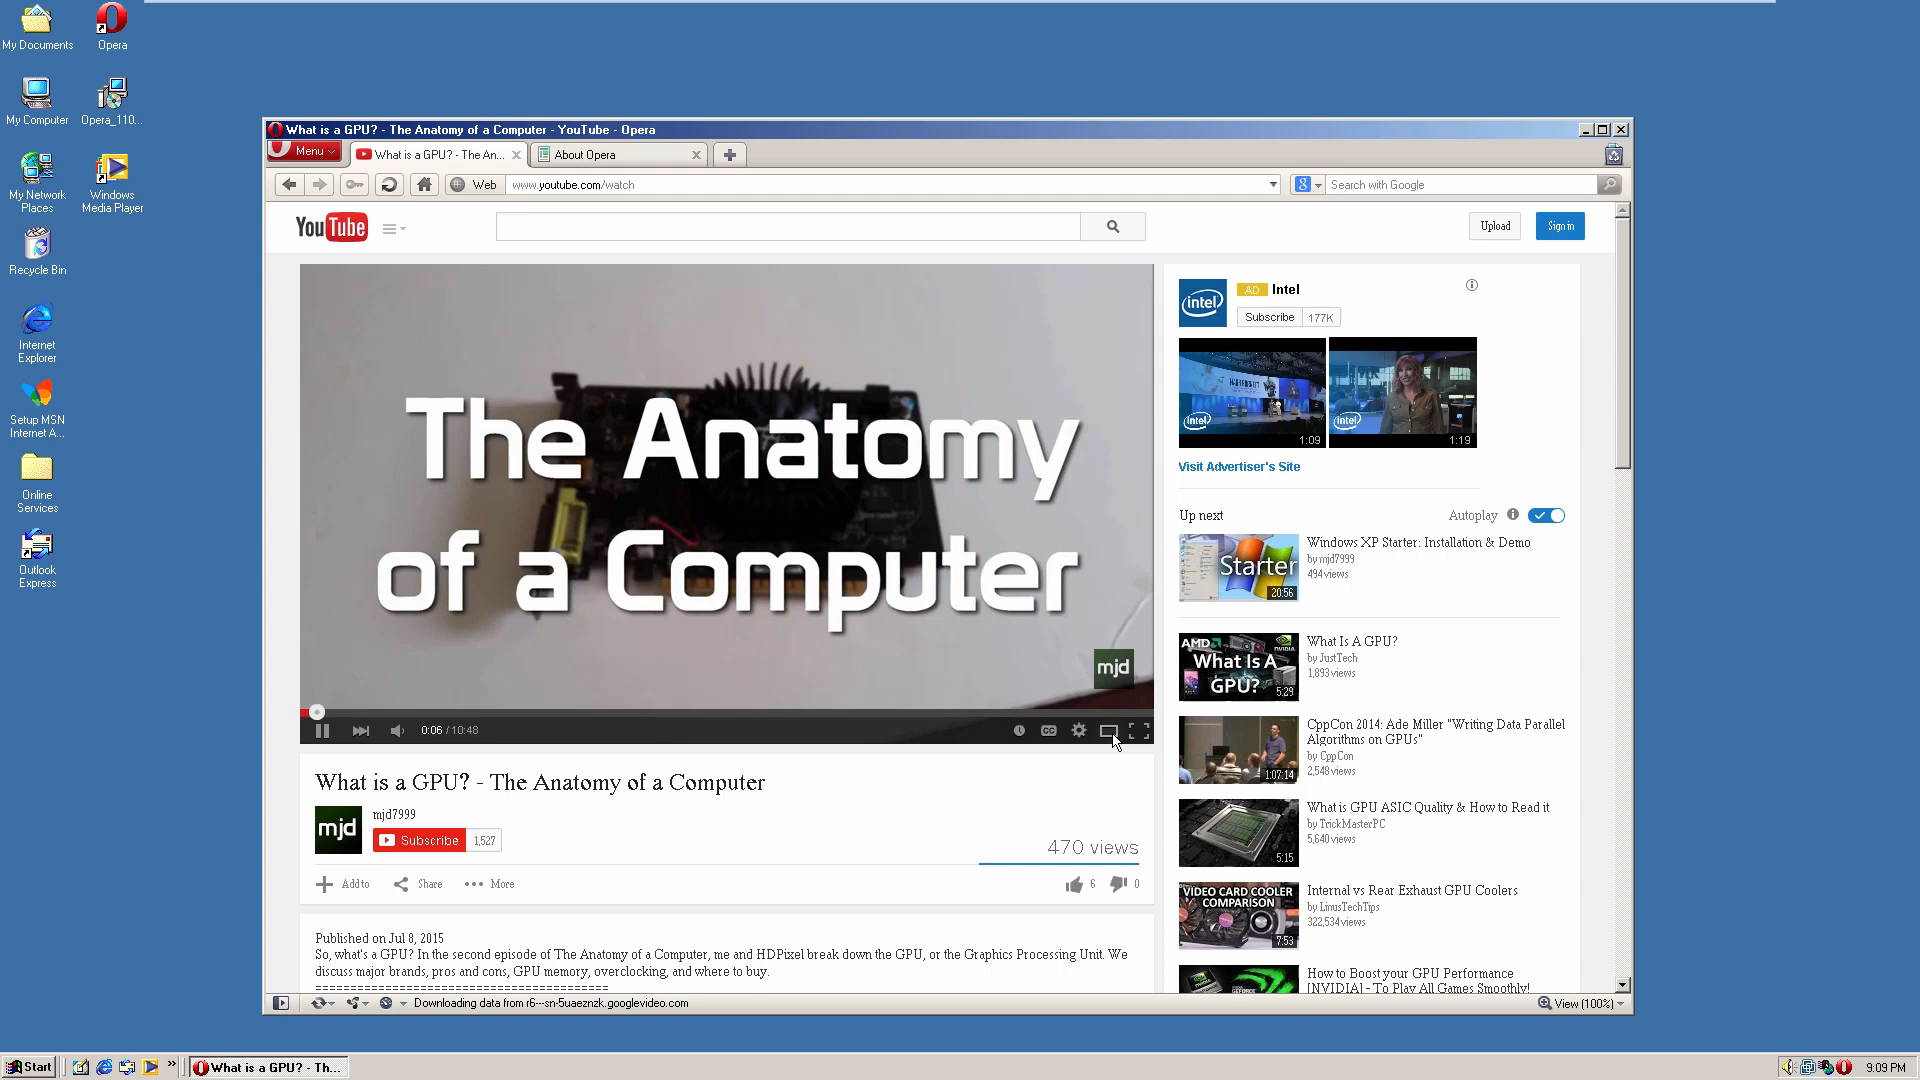 My Documents
Opera
My Computer
Opera_110...
My Network
Places
Windows
Media Player
Recycle Bin
Internet
Explorer
Setup MSN
Internet A...
Online
Services
Outlook
Express
What is a GPU? - The Anatomy of a Computer - YouTube - Opera
Menu
What is a GPU? - The An...
About Opera
Web
www.youtube.com/watch
Search with Google
YouTube
Upload
Sign in
The Anatomy
of a Computer
mjd
0:06 / 10:48
CC
What is a GPU? - The Anatomy of a Computer
mjd
mjd7999
Subscribe
1,527
470 views
Add to
Share
More
6
0
Published on Jul 8, 2015
So, what's a GPU? In the second episode of The Anatomy of a Computer, me and HDPixel break down the GPU, or the Graphics Processing Unit. We
discuss major brands, pros and cons, GPU memory, overclocking, and where to buy.
========================================
intel
AD Intel
Subscribe 177K
intel
1:09
intel
1:19
Visit Advertiser's Site
Up next
Autoplay
Starter
20:56
Windows XP Starter: Installation & Demo
by mjd7999
494 views
AMD
NVIDIA
What Is A
GPU?
5:29
What Is A GPU?
by JustTech
1,893 views
1:07:14
CppCon 2014: Ade Miller "Writing Data Parallel
Algorithms on GPUs"
by CppCon
2,548 views
5:15
What is GPU ASIC Quality & How to Read it
by TrickMasterPC
5,640 views
VIDEO CARD COOLER
COMPARISON
7:53
Internal vs Rear Exhaust GPU Coolers
by LinusTechTips
322,534 views
How to Boost your GPU Performance
[NVIDIA] - To Play All Games Smoothly!
Downloading data from r6---sn-5uaeznzk.googlevideo.com
View (100%)
Start
What is a GPU? - Th...
9:09 PM